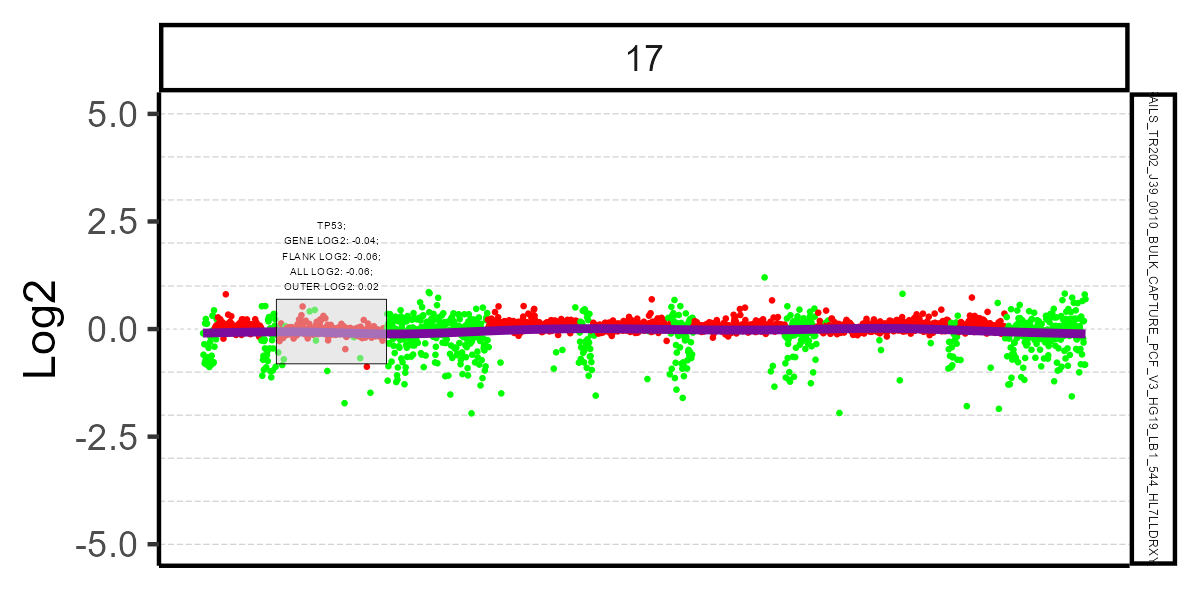 17
5.0
2.5
0.0
-2.5
-5.0
Log2
TP53;
GENE LOG2: -0.04;
FLANK LOG2: -0.06;
ALL LOG2: -0.06;
OUTER LOG2: 0.02
AILS_TR202_J39_0010_BULK_CAPTURE_PCF_V3_HG19_LB1_544_HL7LLDRXY